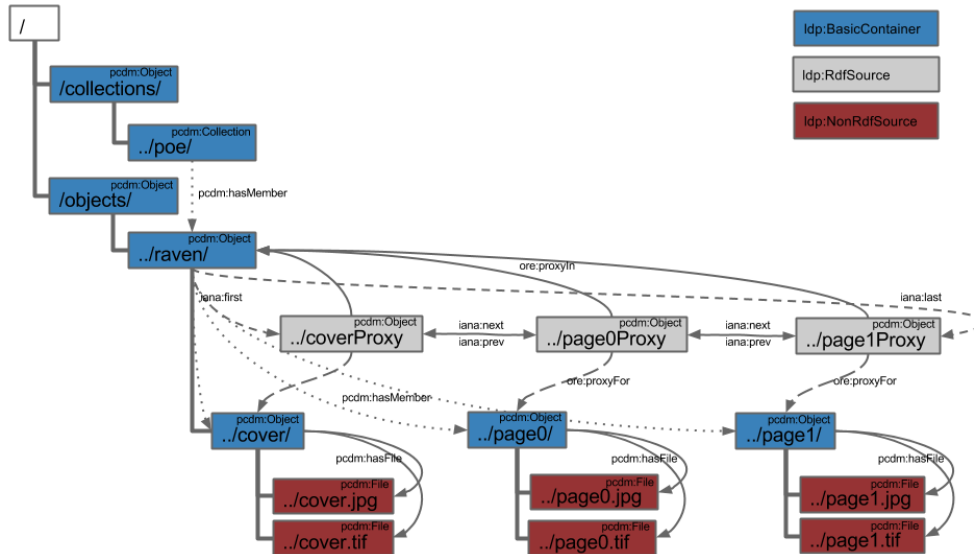 /
ldp:BasicContainer
pcdm:Object
/collections/
ldp:RdfSource
ldp:NonRdfSource
pcdm:Collection
../poe/
pcdm:Object
/objects/
pcdm:hasMember
pcdm:Object
../raven/
ore:proxyIn
iana:first
iana:last
pcdm:Object
../coverProxy
iana:next
iana:prev
pcdm:Object
../page0Proxy
iana:next
iana:prev
pcdm:Object
../page1Proxy
ore:proxyFor
ore:proxyFor
pcdm:hasMember
pcdm:Object
../cover/
pcdm:Object
../page0/
pcdm:Object
../page1/
pcdm:hasFile
pcdm:hasFile
pcdm:hasFile
pcdm:File
../cover.jpg
pcdm:File
../page0.jpg
pcdm:File
../page1.jpg
pcdm:File
../cover.tif
pcdm:File
../page0.tif
pcdm:File
../page1.tif